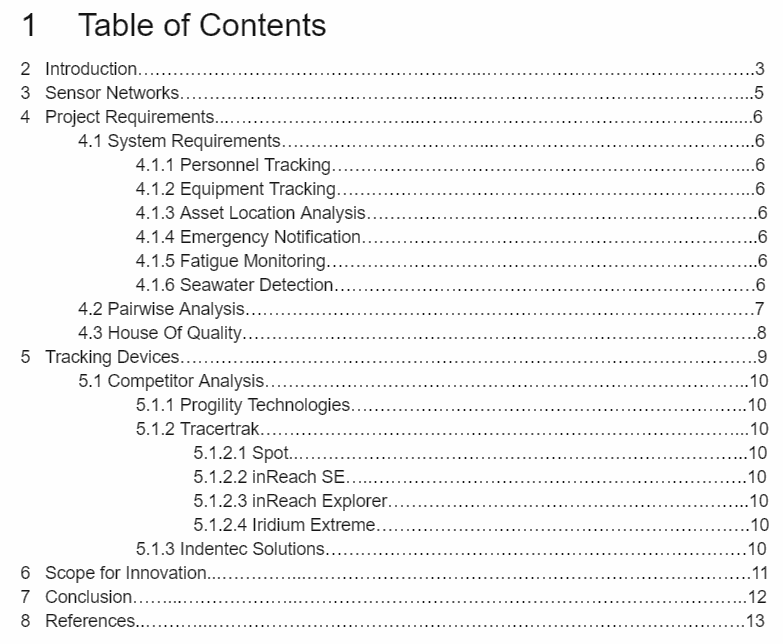 1 Table of Contents
2 Introduction..........3
3 Sensor Networks..........5
4 Project Requirements..........6
4.1 System Requirements..........6
4.1.1 Personnel Tracking..........6
4.1.2 Equipment Tracking..........6
4.1.3 Asset Location Analysis..........6
4.1.4 Emergency Notification..........6
4.1.5 Fatigue Monitoring..........6
4.1.6 Seawater Detection..........6
4.2 Pairwise Analysis..........7
4.3 House Of Quality..........8
5 Tracking Devices..........9
5.1 Competitor Analysis..........10
5.1.1 Progility Technologies..........10
5.1.2 Tracertrak..........10
5.1.2.1 Spot..........10
5.1.2.2 inReach SE..........10
5.1.2.3 inReach Explorer..........10
5.1.2.4 Iridium Extreme..........10
5.1.3 Indentec Solutions..........10
6 Scope for Innovation..........11
7 Conclusion..........12
8 References..........13